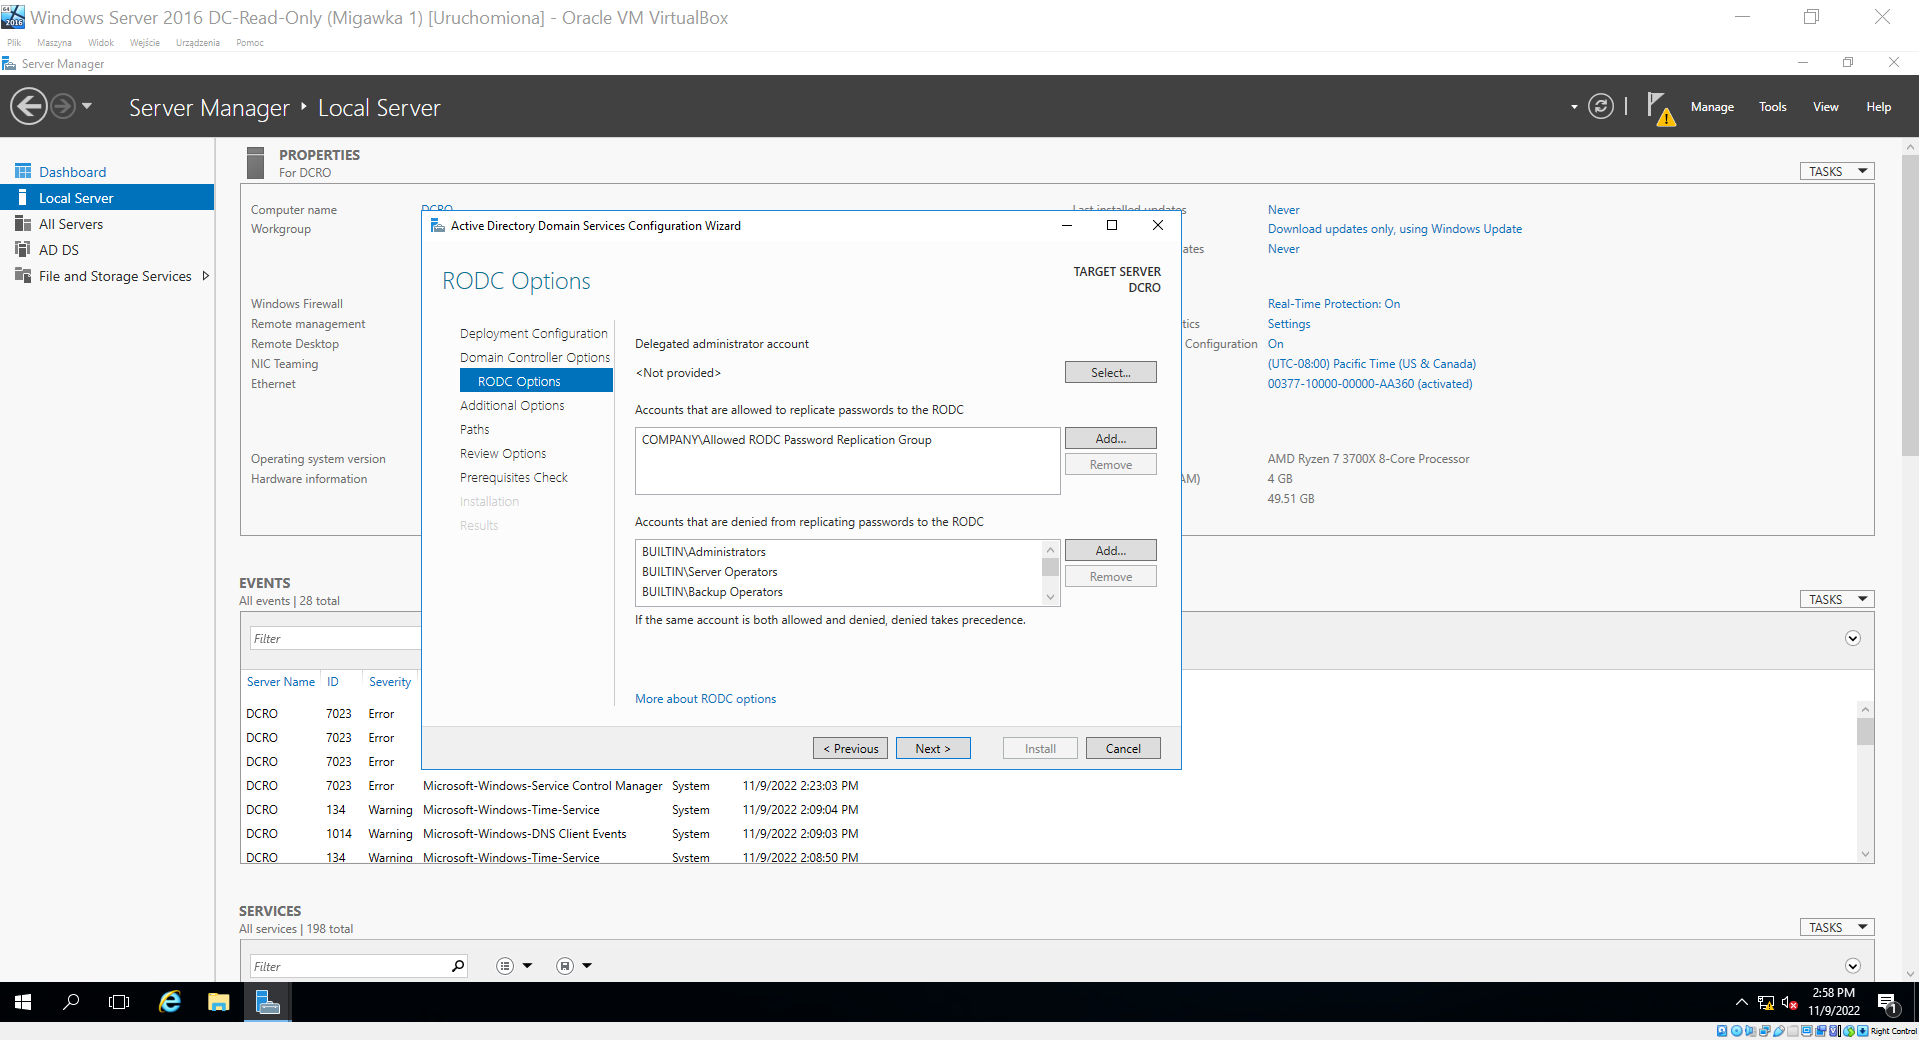 Windows Server 2016 DC-Read-Only (Migawka 1) [Uruchomiona] - Oracle VM VirtualBox
Plik Maszyna Widok Wejście Urządzenia Pomoc
Server Manager
Server Manager ‣ Local Server
Manage Tools View Help
Dashboard
Local Server
All Servers
AD DS
File and Storage Services
PROPERTIES
For DCRO
TASKS
Computer name
DCRO
Last installed updates
Never
Workgroup
Download updates only, using Windows Update
ates
Never
Windows Firewall
Real-Time Protection: On
Remote management
tics
Settings
Remote Desktop
Configuration
On
NIC Teaming
(UTC-08:00) Pacific Time (US & Canada)
Ethernet
00377-10000-00000-AA360 (activated)
Operating system version
AMD Ryzen 7 3700X 8-Core Processor
Hardware information
AM)
4 GB
49.51 GB
Active Directory Domain Services Configuration Wizard
RODC Options
TARGET SERVER
DCRO
Deployment Configuration
Domain Controller Options
RODC Options
Additional Options
Paths
Review Options
Prerequisites Check
Installation
Results
Delegated administrator account
<Not provided>
Select...
Accounts that are allowed to replicate passwords to the RODC
COMPANY\Allowed RODC Password Replication Group
Add...
Remove
Accounts that are denied from replicating passwords to the RODC
BUILTIN\Administrators
BUILTIN\Server Operators
BUILTIN\Backup Operators
Add...
Remove
If the same account is both allowed and denied, denied takes precedence.
More about RODC options
< Previous
Next >
Install
Cancel
EVENTS
All events | 28 total
TASKS
Filter
Server Name ID Severity
DCRO 7023 Error
DCRO 7023 Error
DCRO 7023 Error
DCRO 7023 Error Microsoft-Windows-Service Control Manager System 11/9/2022 2:23:03 PM
DCRO 134 Warning Microsoft-Windows-Time-Service System 11/9/2022 2:09:04 PM
DCRO 1014 Warning Microsoft-Windows-DNS Client Events System 11/9/2022 2:09:03 PM
DCRO 134 Warning Microsoft-Windows-Time-Service System 11/9/2022 2:08:50 PM
SERVICES
All services | 198 total
TASKS
Filter
2:58 PM
11/9/2022
1
Right Control